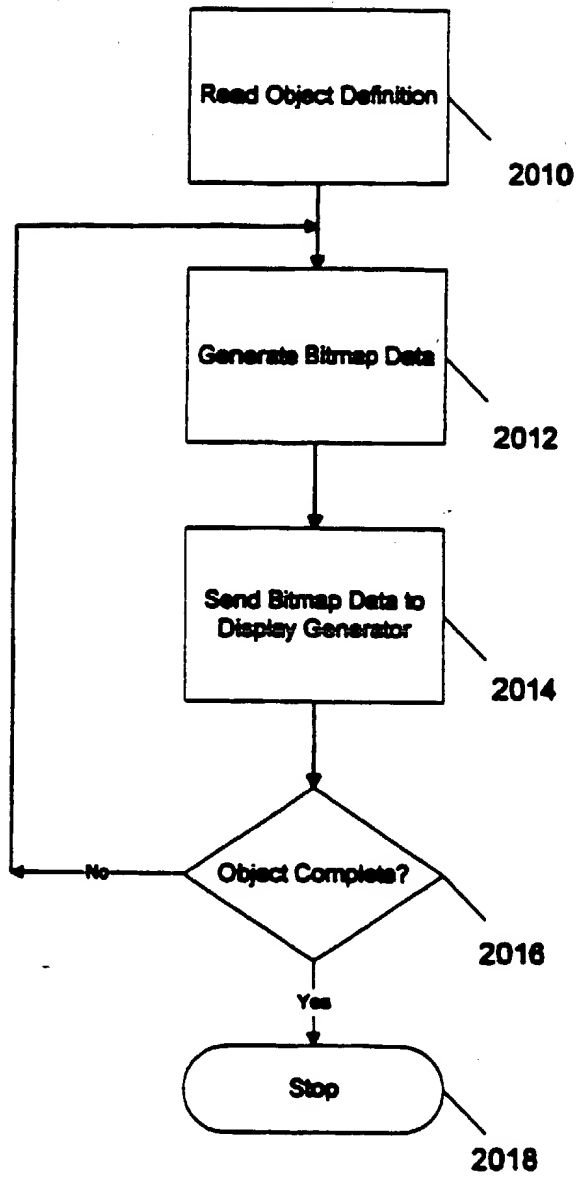 Read Object Definition
2010
Generate Bitmap Data
2012
Send Bitmap Data to
Display Generator
2014
No
Object Complete?
2016
Yes
Stop
2018